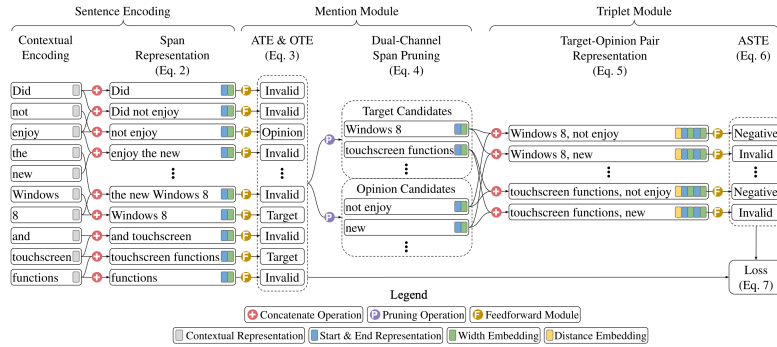 Sentence Encoding
Mention Module
Triplet Module
Contextual
Encoding
Span
Representation
(Eq. 2)
ATE & OTE
(Eq. 3)
Dual-Channel
Span Pruning
(Eq. 4)
Target-Opinion Pair
Representation
(Eq. 5)
ASTE
(Eq. 6)
Did
not
enjoy
the
new
Windows
8
and
touchscreen
functions
Did
Did not enjoy
not enjoy
enjoy the new
the new Windows 8
Windows 8
and touchscreen
touchscreen functions
functions
F
F
F
F
F
F
F
F
F
Invalid
Invalid
Opinion
Invalid
Invalid
Target
Invalid
Target
Invalid
P
P
Target Candidates
Windows 8
touchscreen functions
Opinion Candidates
not enjoy
new
Windows 8, not enjoy
Windows 8, new
touchscreen functions, not enjoy
touchscreen functions, new
F
F
F
F
Negative
Invalid
Negative
Invalid
Loss
(Eq. 7)
Legend
Concatenate Operation
P Pruning Operation
F Feedforward Module
Contextual Representation
Start & End Representation
Width Embedding
Distance Embedding